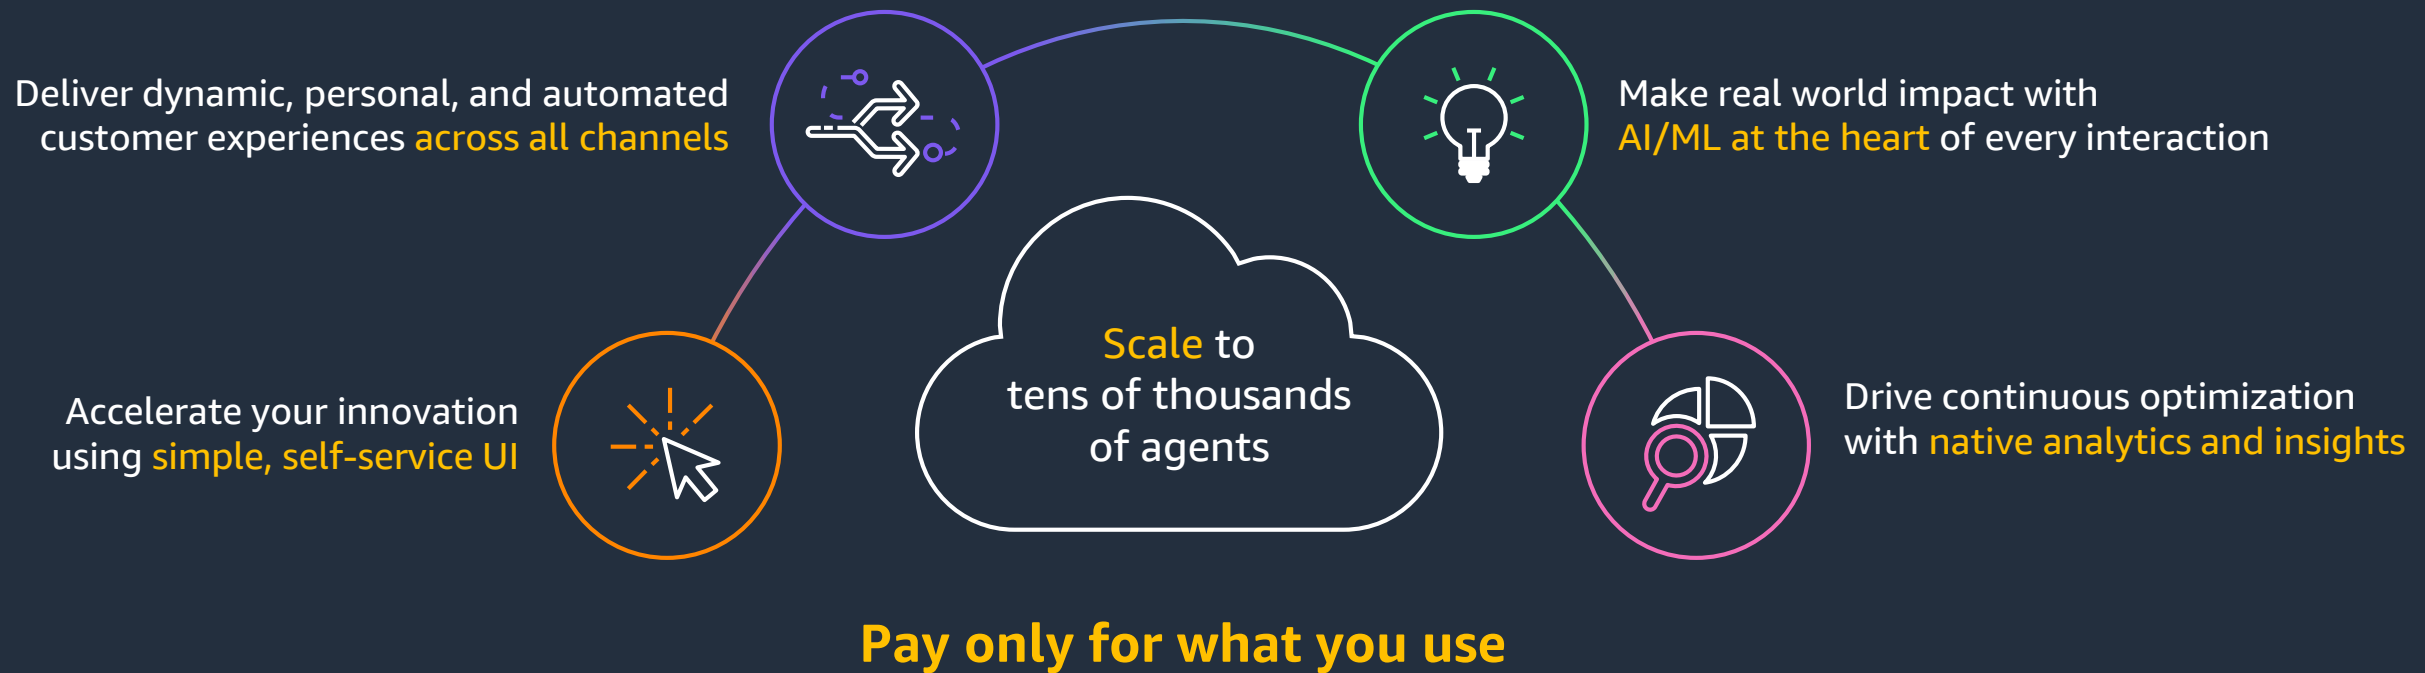 Deliver dynamic, personal, and automated
customer experiences across all channels
Make real world impact with
AI/ML at the heart of every interaction
Accelerate your innovation
using simple, self-service UI
Scale to
tens of thousands
of agents
Drive continuous optimization
with native analytics and insights
Pay only for what you use